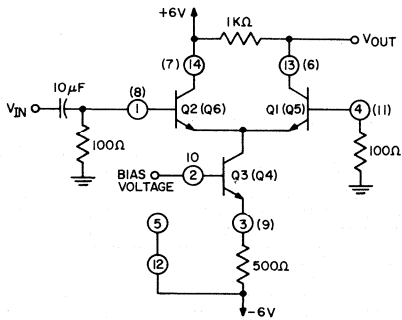 +6V
1KΩ
VOUT
(7) 14
13 (6)
10μF
(8)
VIN
1
Q2 (Q6)
Q1 (Q5)
4 (11)
100Ω
100Ω
10
BIAS VOLTAGE
2
Q3 (Q4)
5
3 (9)
12
500Ω
-6V